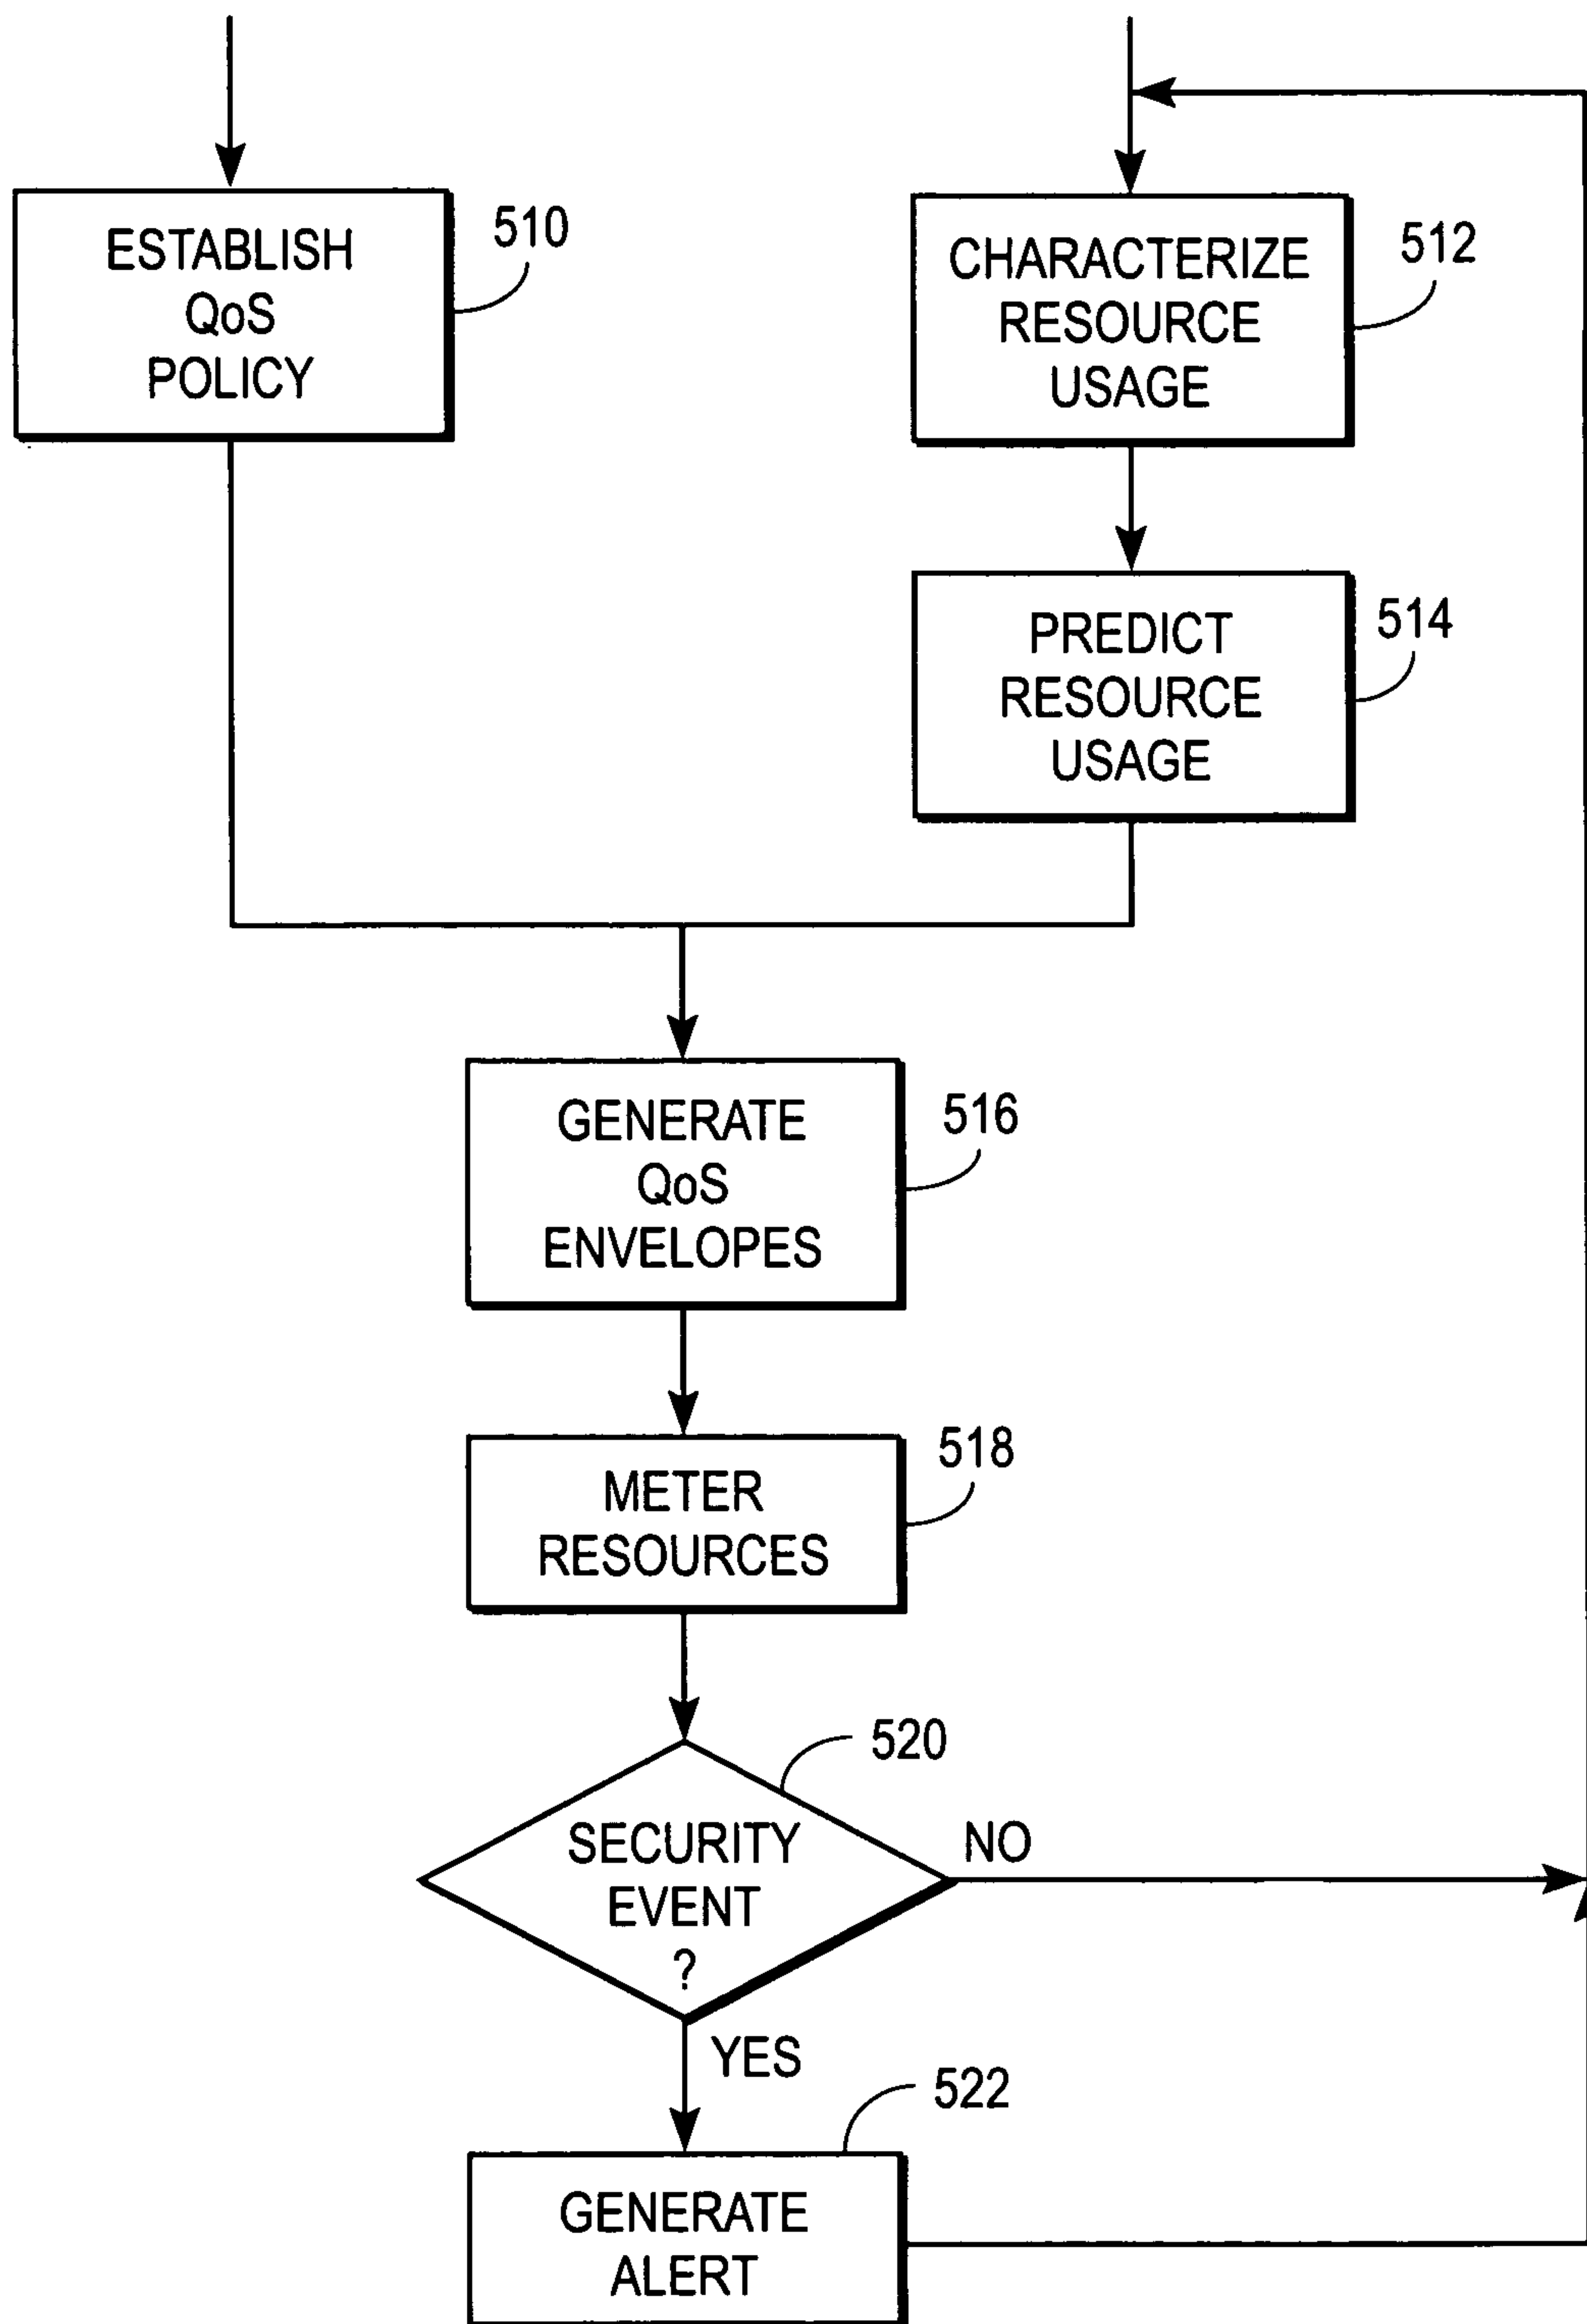 ESTABLISH
QoS
POLICY
510
CHARACTERIZE
RESOURCE
USAGE
512
PREDICT
RESOURCE
USAGE
514
GENERATE
QoS
ENVELOPES
516
METER
RESOURCES
518
520
SECURITY
EVENT
?
NO
YES
522
GENERATE
ALERT